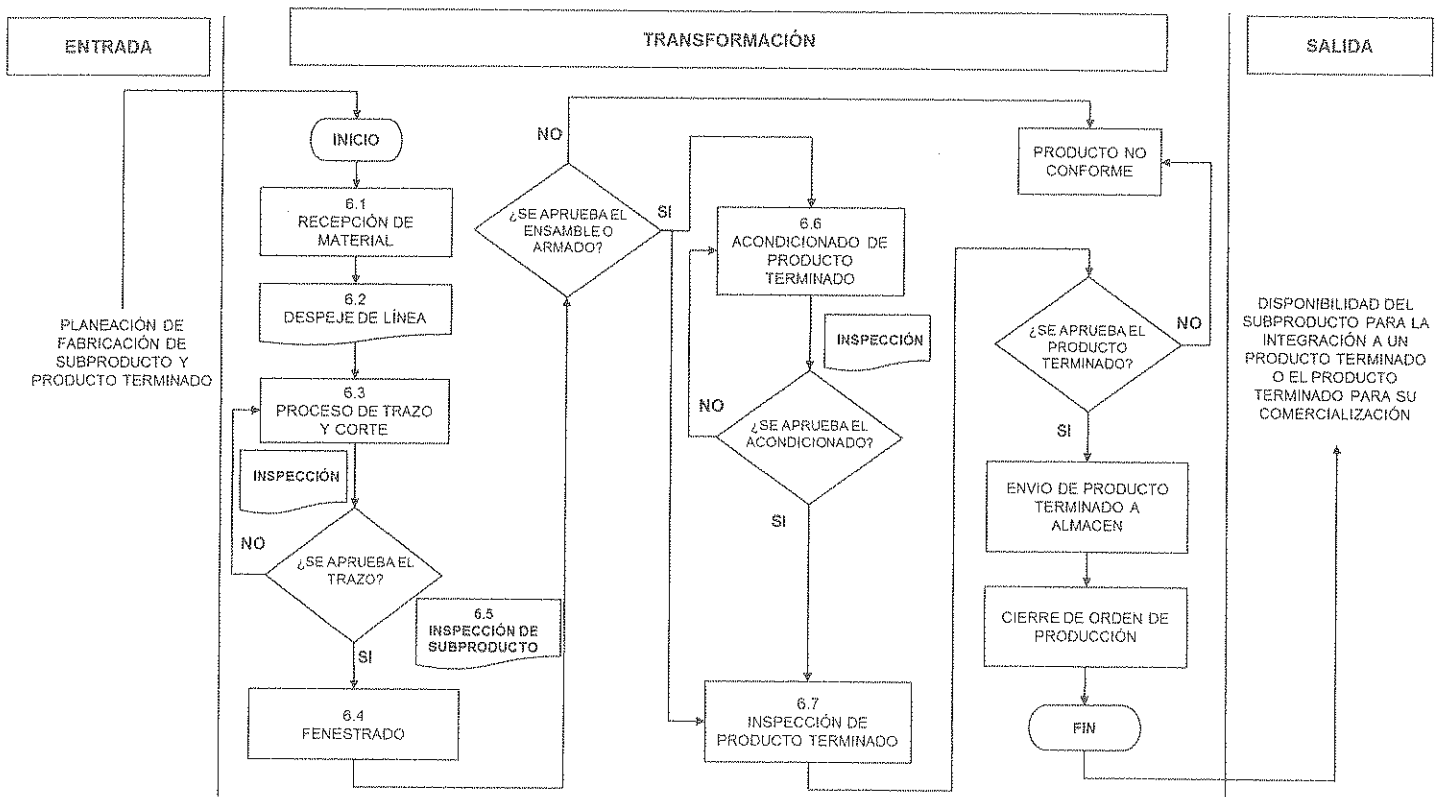 ENTRADA
TRANSFORMACIÓN
SALIDA
PLANEACIÓN DE
FABRICACIÓN DE
SUBPRODUCTO Y
PRODUCTO TERMINADO
INICIO
6.1
RECEPCIÓN DE
MATERIAL
6.2
DESPEJE DE LÍNEA
6.3
PROCESO DE TRAZO
Y CORTE
INSPECCIÓN
NO
¿SE APRUEBA EL
TRAZO?
SI
6.4
FENESTRADO
6.5
INSPECCIÓN DE
SUBPRODUCTO
NO
¿SE APRUEBA EL
ENSAMBLE O
ARMADO?
SI
6.6
ACONDICIONADO DE
PRODUCTO
TERMINADO
INSPECCIÓN
NO
¿SE APRUEBA EL
ACONDICIONADO?
SI
6.7
INSPECCIÓN DE
PRODUCTO TERMINADO
PRODUCTO NO
CONFORME
¿SE APRUEBA EL
PRODUCTO
TERMINADO?
NO
SI
ENVIO DE PRODUCTO
TERMINADO A
ALMACEN
CIERRE DE ORDEN DE
PRODUCCIÓN
FIN
DISPONIBILIDAD DEL
SUBPRODUCTO PARA LA
INTEGRACIÓN A UN
PRODUCTO TERMINADO
O EL PRODUCTO
TERMINADO PARA SU
COMERCIALIZACIÓN